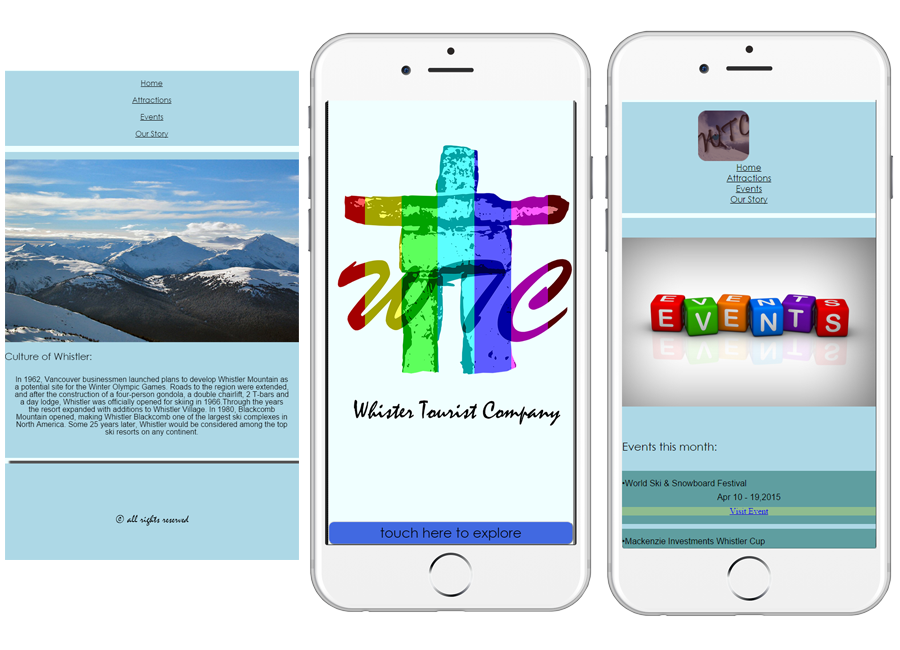 Home
Attractions
Events
Our Story
Culture of Whistler:
In 1962, Vancouver businessmen launched plans to develop Whistler Mountain as
a potential site for the Winter Olympic Games. Roads to the region were extended,
and after the construction of a four-person gondola, a double chairlift, 2 T-bars and
a day lodge, Whistler was officially opened for skiing in 1966.Through the years
the resort expanded with additions to Whistler Village. In 1980, Blackcomb
Mountain opened, making Whistler Blackcomb one of the largest ski complexes in
North America. Some 25 years later, Whistler would be considered among the top
ski resorts on any continent.
© all rights reserved
WTC
Whister Tourist Company
touch here to explore
WTC
Home
Attractions
Events
Our Story
EVENTS
Events this month:
•World Ski & Snowboard Festival
Apr 10 - 19,2015
Visit Event
•Mackenzie Investments Whistler Cup